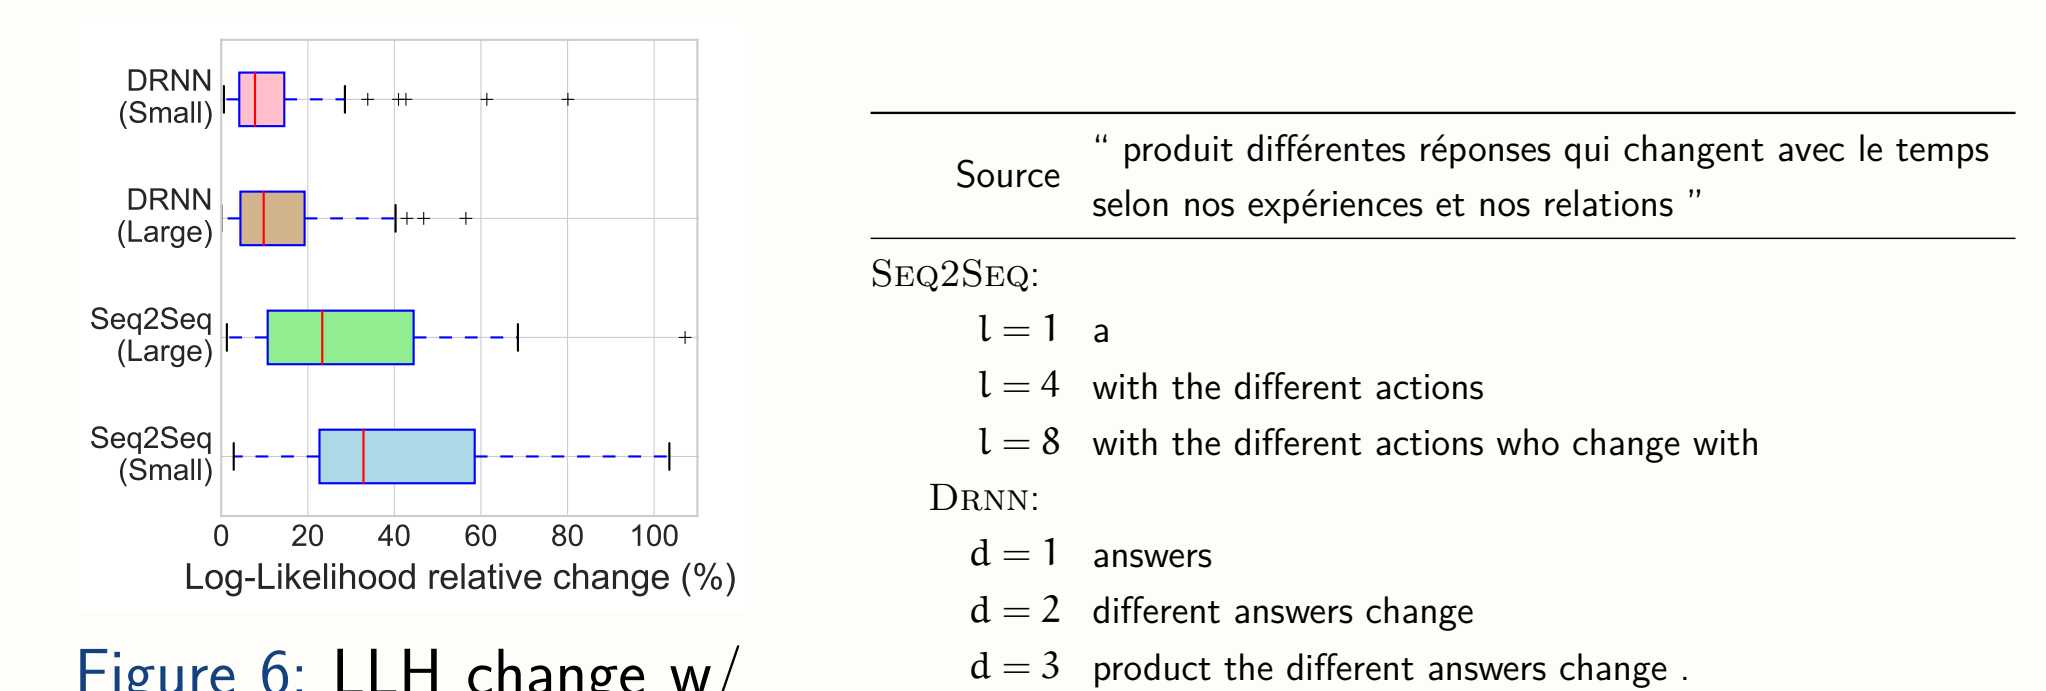 DRNN
(Small)
DRNN
(Large)
Seq2Seq
(Large)
Seq2Seq
(Small)
0 20 40 60 80 100
Log-Likelihood relative change (%)
Figure 6: LLH change w/
Source
“ produit différentes réponses qui changent avec le temps
selon nos expériences et nos relations ”
SEQ2SEQ:
l = 1 a
l = 4 with the different actions
l = 8 with the different actions who change with
DRNN:
d = 1 answers
d = 2 different answers change
d = 3 product the different answers change .